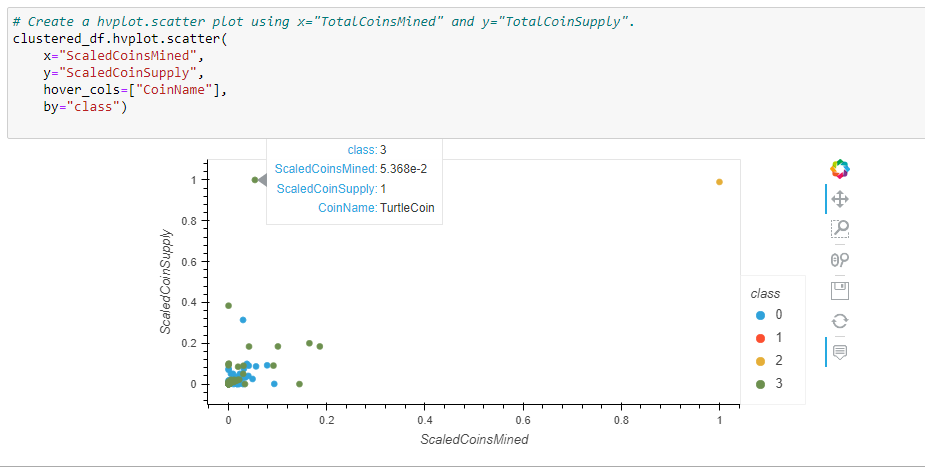 # Create a hvplot.scatter plot using x="TotalCoinsMined" and y="TotalCoinSupply".
clustered_df.hvplot.scatter(
    x="ScaledCoinsMined",
    y="ScaledCoinSupply",
    hover_cols=["CoinName"],
    by="class")
class: 3
ScaledCoinsMined: 5.368e-2
ScaledCoinSupply: 1
CoinName: TurtleCoin
1
0.8
0.6
0.4
0.2
0
ScaledCoinSupply
0 0.2 0.4 0.6 0.8 1
ScaledCoinsMined
class
0
1
2
3